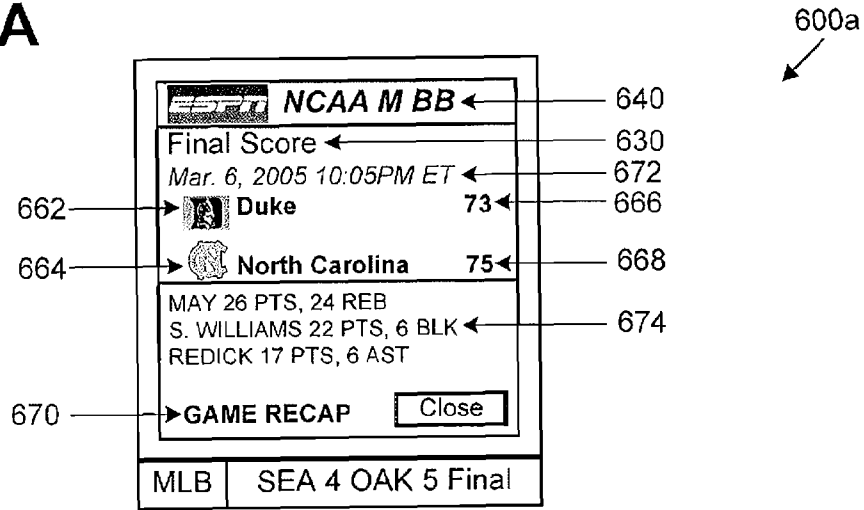 A
600a
ESPN NCAA M BB 640
Final Score 630
Mar. 6, 2005 10:05PM ET 672
662 Duke 73 666
664 North Carolina 75 668
MAY 26 PTS, 24 REB
S. WILLIAMS 22 PTS, 6 BLK 674
REDICK 17 PTS, 6 AST
670 GAME RECAP Close
MLB SEA 4 OAK 5 Final